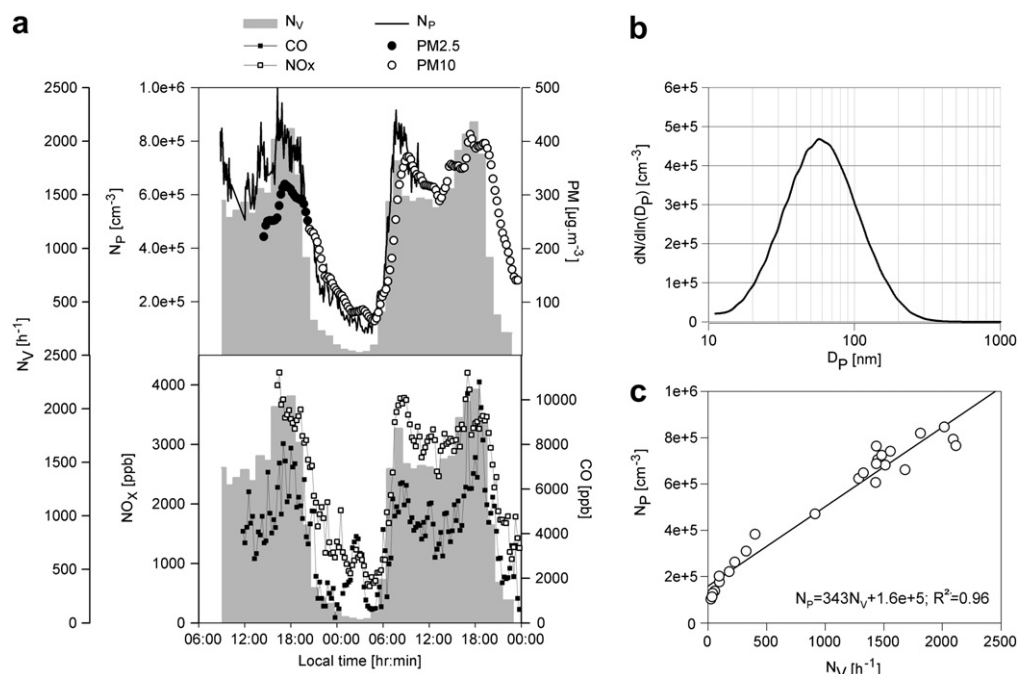 a
N_V
N_P
CO
PM2.5
NOx
PM10
2500
2000
1500
1000
500
2500
2000
1500
1000
500
0
N_V [h⁻¹]
1.0e+6
8.0e+5
6.0e+5
4.0e+5
2.0e+5
N_P [cm⁻³]
500
400
300
200
100
PM [µg.m⁻³]
4000
3000
2000
1000
0
NO_X [ppb]
10000
8000
6000
4000
2000
0
CO [ppb]
06:00 12:00 18:00 00:00 06:00 12:00 18:00 00:00
Local time [hr:min]
b
6e+5
5e+5
4e+5
3e+5
2e+5
1e+5
0
dN/dln(D_P) [cm⁻³]
10 100 1000
D_P [nm]
c
1e+6
8e+5
6e+5
4e+5
2e+5
0
N_P [cm⁻³]
N_P=343N_V+1.6e+5; R²=0.96
0 500 1000 1500 2000 2500
N_V [h⁻¹]